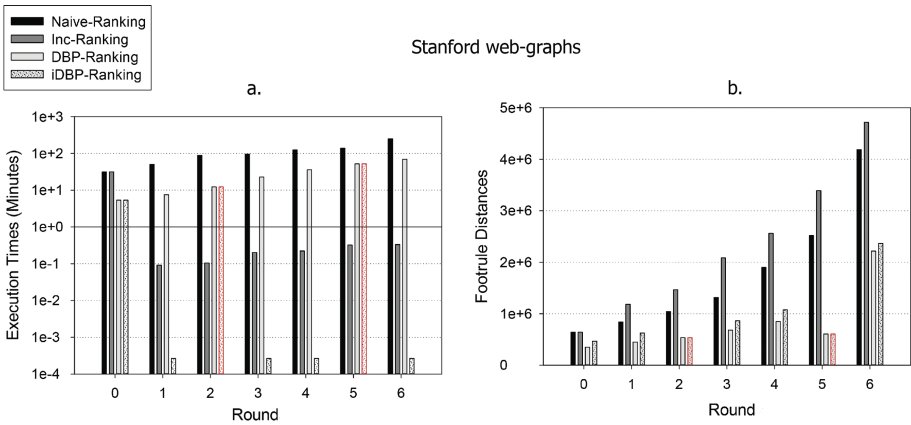 Naive-Ranking
Inc-Ranking
DBP-Ranking
iDBP-Ranking
Stanford web-graphs
a.
Execution Times (Minutes)
1e+3
1e+2
1e+1
1e+0
1e-1
1e-2
1e-3
1e-4
0 1 2 3 4 5 6
Round
b.
Footrule Distances
5e+6
4e+6
3e+6
2e+6
1e+6
0
0 1 2 3 4 5 6
Round